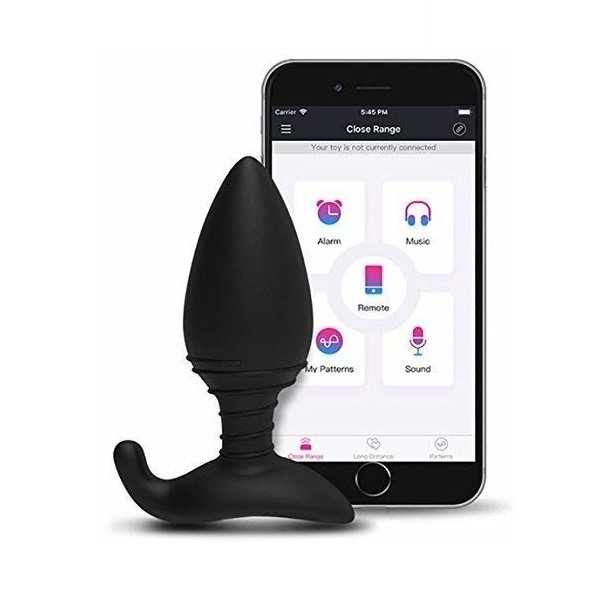 Carrier 5:45 PM
Close Range
Your toy is not currently connected
Alarm
Music
Remote
My Patterns
Sound
Close Range
Long Distance
Patterns